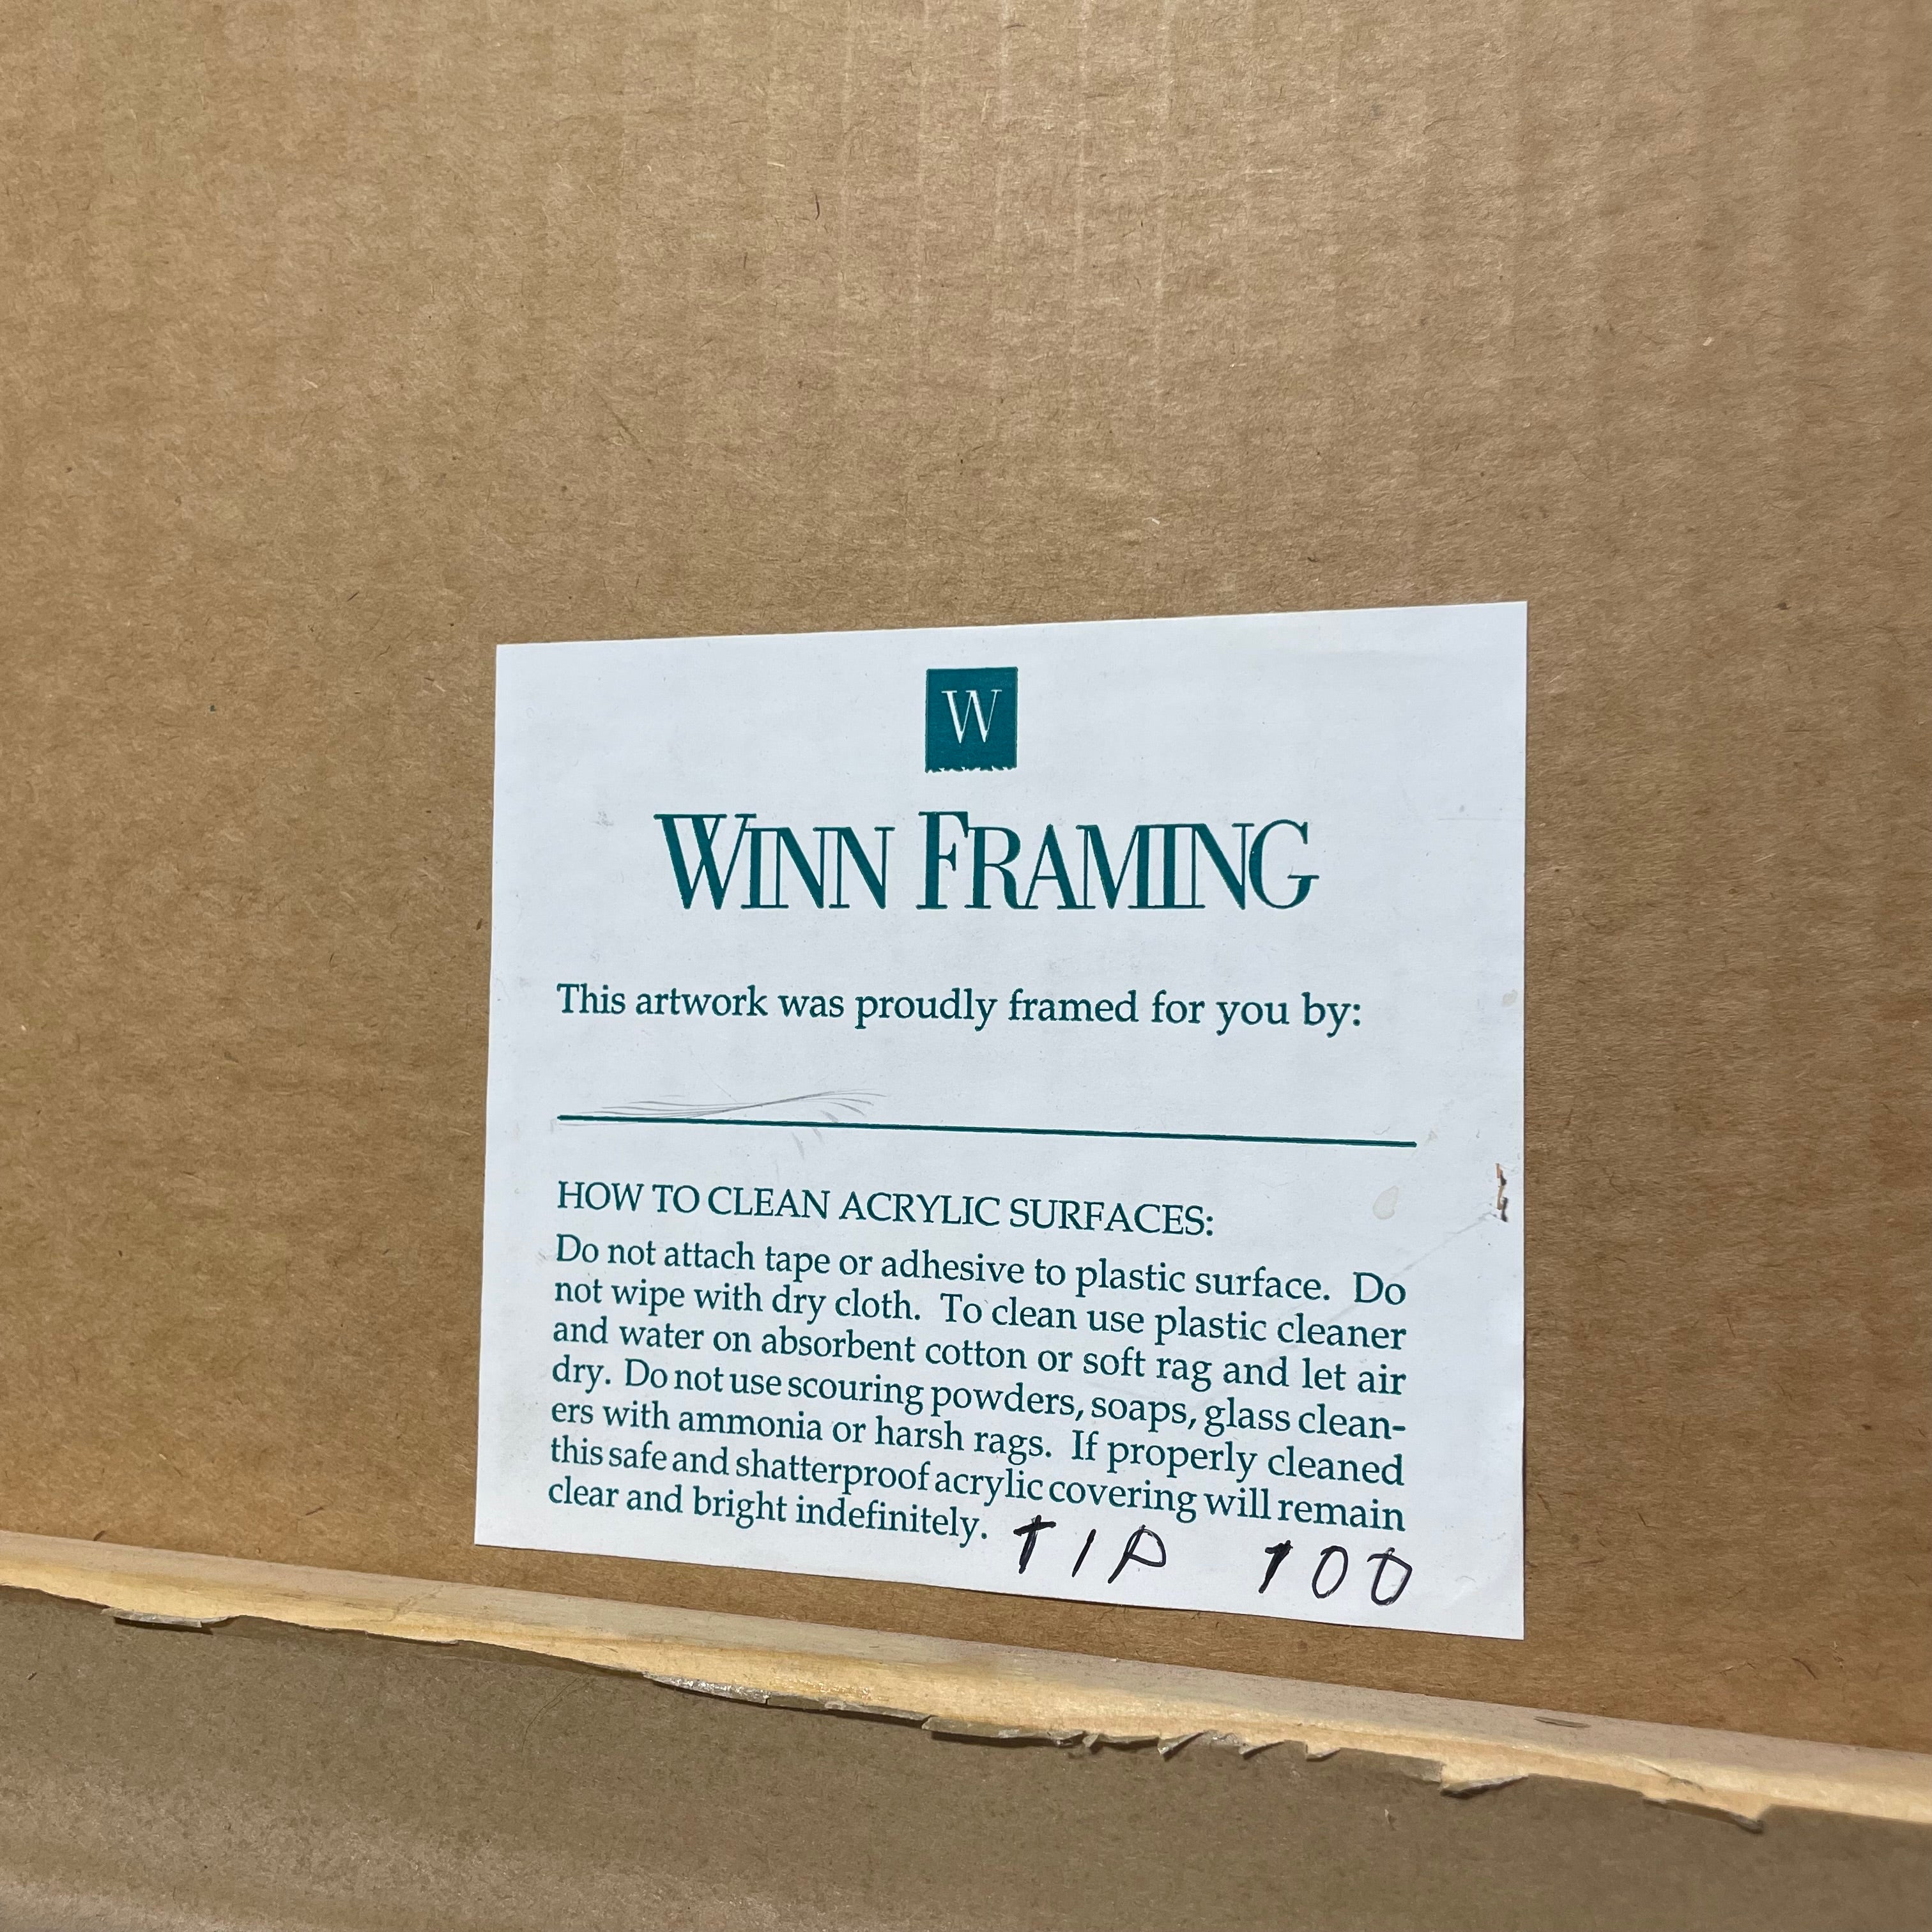 W
WINN FRAMING
This artwork was proudly framed for you by:
HOW TO CLEAN ACRYLIC SURFACES:
Do not attach tape or adhesive to plastic surface. Do
not wipe with dry cloth. To clean use plastic cleaner
and water on absorbent cotton or soft rag and let air
dry. Do not use scouring powders, soaps, glass clean-
ers with ammonia or harsh rags. If properly cleaned
this safe and shatterproof acrylic covering will remain
clear and bright indefinitely.
TIP 100